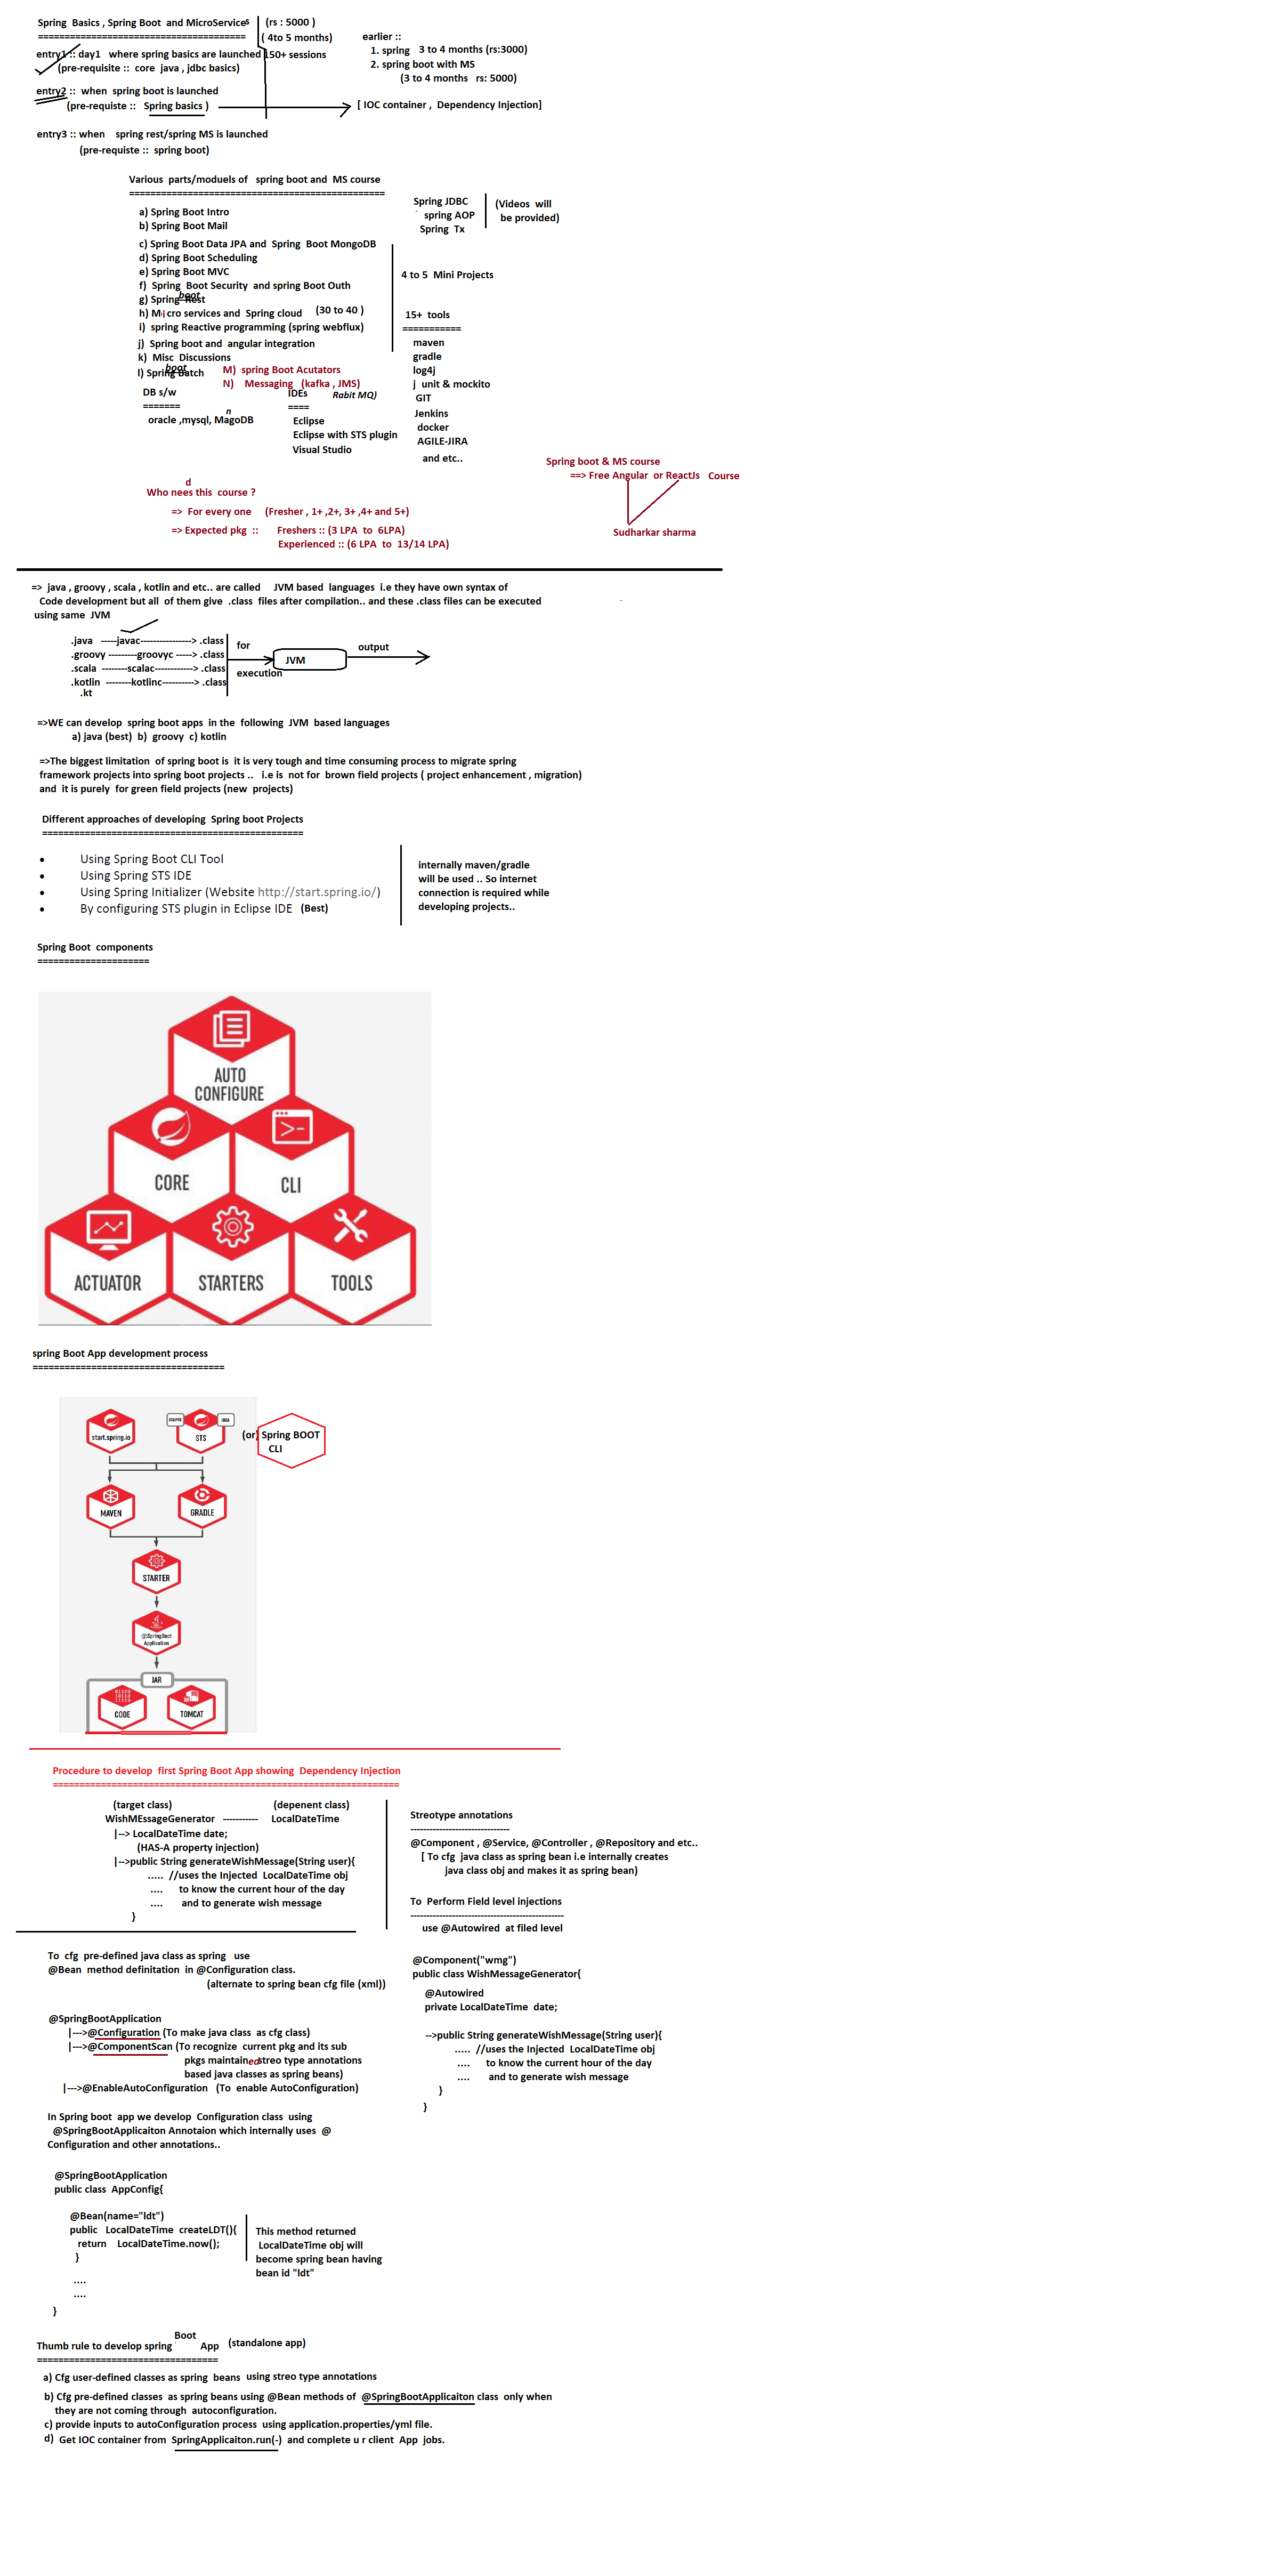 Spring Basics , Spring Boot and MicroServices
=======================================
(rs : 5000 )
( 4to 5 months)
150+ sessions
entry1 :: day1 where spring basics are launched
(pre-requisite :: core java , jdbc basics)
entry2 :: when spring boot is launched
(pre-requiste :: Spring basics )
[ IOC container , Dependency Injection]
earlier ::
1. spring 3 to 4 months (rs:3000)
2. spring boot with MS
(3 to 4 months rs: 5000)
entry3 :: when spring rest/spring MS is launched
(pre-requiste :: spring boot)
Various parts/moduels of spring boot and MS course
================================================
a) Spring Boot Intro
b) Spring Boot Mail
c) Spring Boot Data JPA and Spring Boot MongoDB
d) Spring Boot Scheduling
e) Spring Boot MVC
f) Spring Boot Security and spring Boot Outh
boot
g) Spring Rest
h) Micro services and Spring cloud (30 to 40 )
i) spring Reactive programming (spring webflux)
j) Spring boot and angular integration
k) Misc Discussions
boot
l) Spring Batch
M) spring Boot Acutators
N) Messaging (kafka , JMS)
Rabit MQ)
Spring JDBC
spring AOP
Spring Tx
(Videos will
be provided)
4 to 5 Mini Projects
15+ tools
===========
maven
gradle
log4j
j unit & mockito
GIT
Jenkins
docker
AGILE-JIRA
and etc..
DB s/w
=======
n
oracle ,mysql, MagoDB
IDEs
====
Eclipse
Eclipse with STS plugin
Visual Studio
Spring boot & MS course
==> Free Angular or ReactJs Course
Sudharkar sharma
d
Who nees this course ?
=> For every one (Fresher , 1+ ,2+, 3+ ,4+ and 5+)
=> Expected pkg :: Freshers :: (3 LPA to 6LPA)
Experienced :: (6 LPA to 13/14 LPA)
=> java , groovy , scala , kotlin and etc.. are called JVM based languages i.e they have own syntax of
Code development but all of them give .class files after compilation.. and these .class files can be executed
using same JVM
.java -----javac----------------> .class
.groovy ---------groovyc -----> .class
.scala --------scalac------------> .class
.kotlin --------kotlinc----------> .class
.kt
for
execution
JVM
output
=>WE can develop spring boot apps in the following JVM based languages
a) java (best) b) groovy c) kotlin
=>The biggest limitation of spring boot is it is very tough and time consuming process to migrate spring
framework projects into spring boot projects .. i.e is not for brown field projects ( project enhancement , migration)
and it is purely for green field projects (new projects)
Different approaches of developing Spring boot Projects
=================================================
• Using Spring Boot CLI Tool
• Using Spring STS IDE
• Using Spring Initializer (Website http://start.spring.io/)
• By configuring STS plugin in Eclipse IDE (Best)
internally maven/gradle
will be used .. So internet
connection is required while
developing projects..
Spring Boot components
=====================
AUTO
CONFIGURE
CORE
CLI
ACTUATOR
STARTERS
TOOLS
spring Boot App development process
====================================
start.spring.io
ECLIPSE
IDEA
STS
(or) Spring BOOT
CLI
MAVEN
GRADLE
STARTER
@SpringBoot
Application
JAR
CODE
TOMCAT
Procedure to develop first Spring Boot App showing Dependency Injection
=================================================================
(target class) (depenent class)
WishMEssageGenerator ----------- LocalDateTime
|--> LocalDateTime date;
(HAS-A property injection)
|-->public String generateWishMessage(String user){
..... //uses the Injected LocalDateTime obj
.... to know the current hour of the day
.... and to generate wish message
}
Streotype annotations
-------------------------------
@Component , @Service, @Controller , @Repository and etc..
[ To cfg java class as spring bean i.e internally creates
java class obj and makes it as spring bean)
To Perform Field level injections
------------------------------------------------
use @Autowired at filed level
@Component("wmg")
public class WishMessageGenerator{
@Autowired
private LocalDateTime date;
-->public String generateWishMessage(String user){
..... //uses the Injected LocalDateTime obj
.... to know the current hour of the day
.... and to generate wish message
}
}
To cfg pre-defined java class as spring use
@Bean method definitation in @Configuration class.
(alternate to spring bean cfg file (xml))
@SpringBootApplication
|--->@Configuration (To make java class as cfg class)
|--->@ComponentScan (To recognize current pkg and its sub
pkgs maintained streo type annotations
based java classes as spring beans)
|--->@EnableAutoConfiguration (To enable AutoConfiguration)
In Spring boot app we develop Configuration class using
@SpringBootApplicaiton Annotaion which internally uses @
Configuration and other annotations..
@SpringBootApplication
public class AppConfig{
@Bean(name="ldt")
public LocalDateTime createLDT(){
return LocalDateTime.now();
}
....
....
}
This method returned
LocalDateTime obj will
become spring bean having
bean id "ldt"
Boot
Thumb rule to develop spring App (standalone app)
==================================
a) Cfg user-defined classes as spring beans using streo type annotations
b) Cfg pre-defined classes as spring beans using @Bean methods of @SpringBootApplicaiton class only when
they are not coming through autoconfiguration.
c) provide inputs to autoConfiguration process using application.properties/yml file.
d) Get IOC container from SpringApplicaiton.run(-) and complete u r client App jobs.